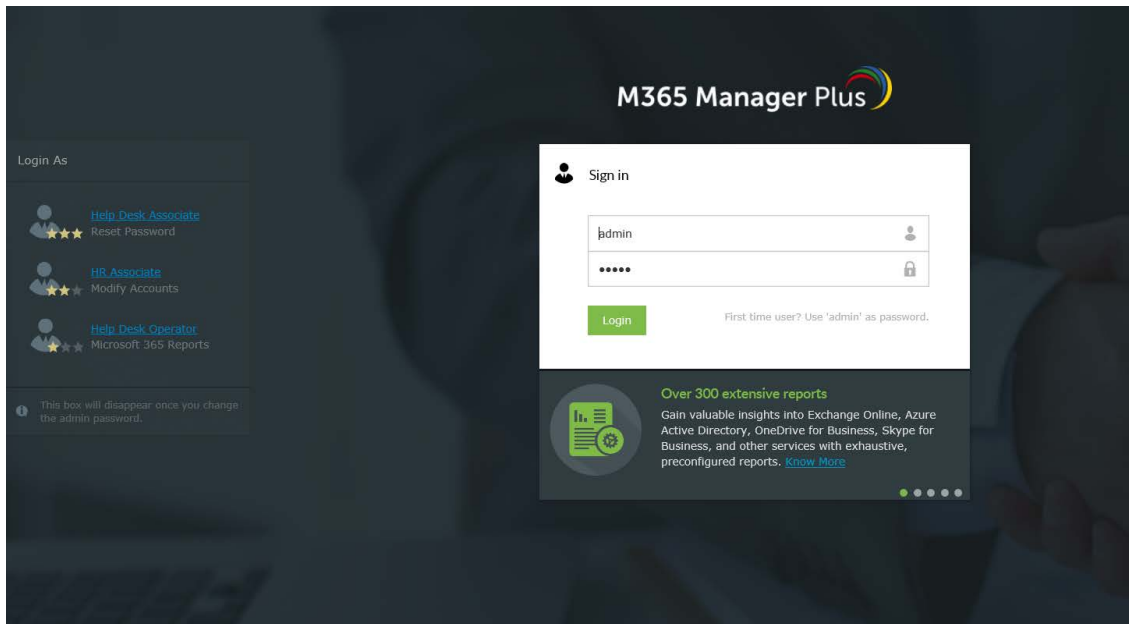 M365 Manager Plus
Login As
Help Desk Associate
Reset Password
HR Associate
Modify Accounts
Help Desk Operator
Microsoft 365 Reports
This box will disappear once you change
the admin password.
Sign in
admin
•••••
Login
First time user? Use 'admin' as password.
Over 300 extensive reports
Gain valuable insights into Exchange Online, Azure
Active Directory, OneDrive for Business, Skype for
Business, and other services with exhaustive,
preconfigured reports. Know More